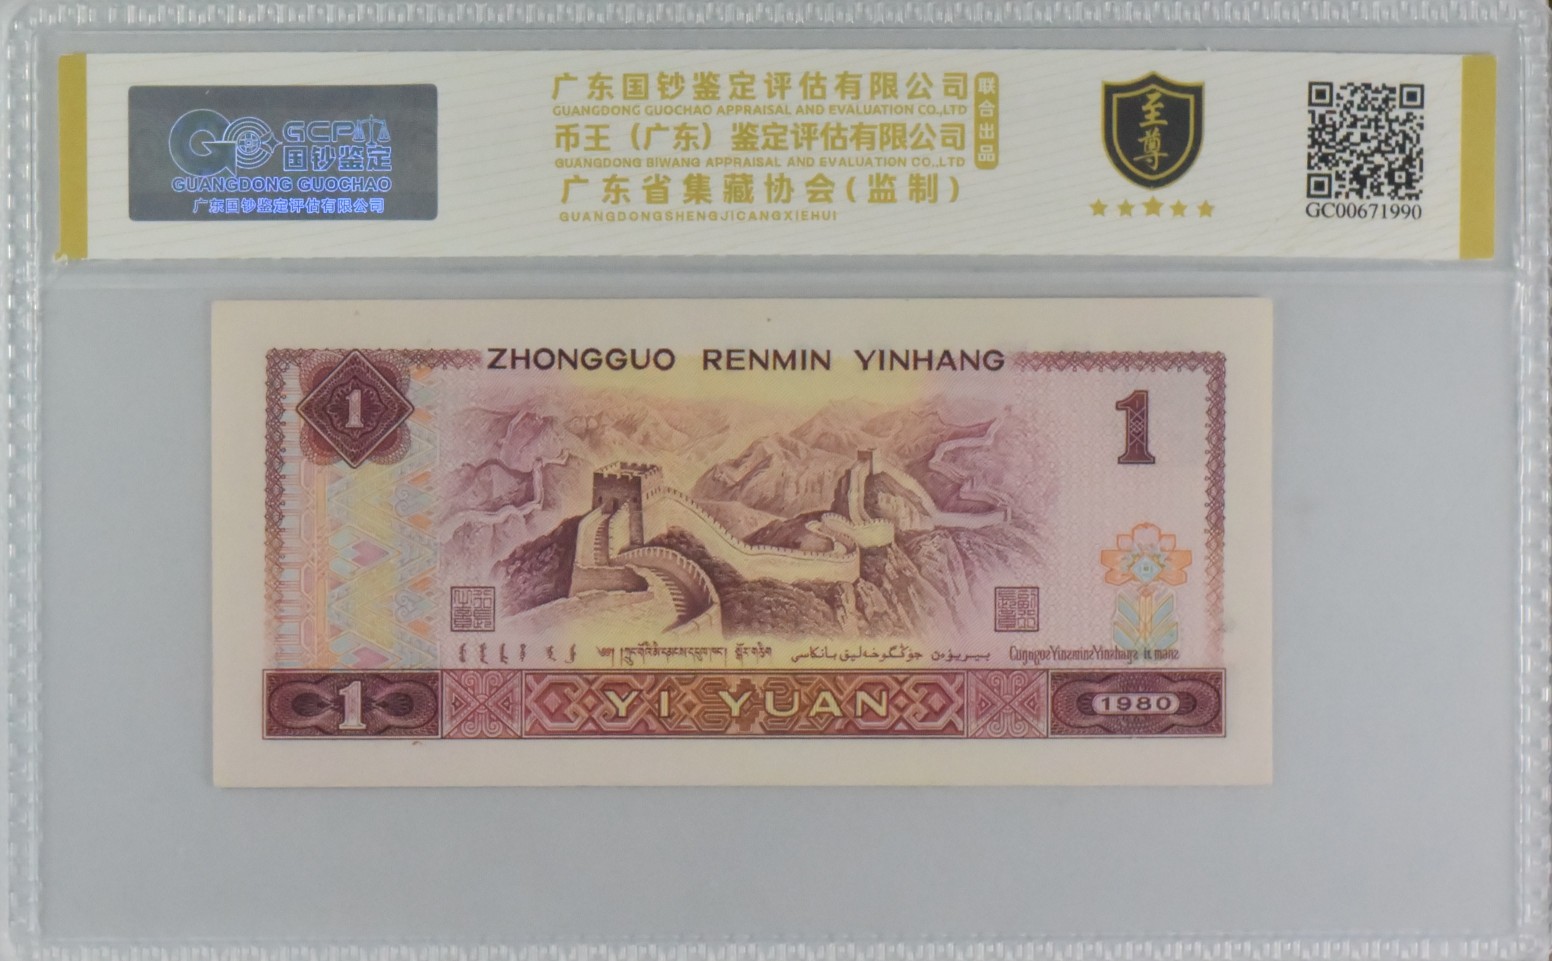 GCP
国钞鉴定
GUANGDONG GUOCHAO
广东国钞鉴定评估有限公司
广东国钞鉴定评估有限公司
GUANGDONG GUOCHAO APPRAISAL AND EVALUATION CO.,LTD
币王（广东）鉴定评估有限公司
GUANGDONG BIWANG APPRAISAL AND EVALUATION CO.,LTD
广东省集藏协会(监制)
GUANGDONGSHENGJICANGXIEHUI
联合出品
至尊
GC00671990
ZHONGGUO RENMIN YINHANG
1
1
1
YI YUAN
1980